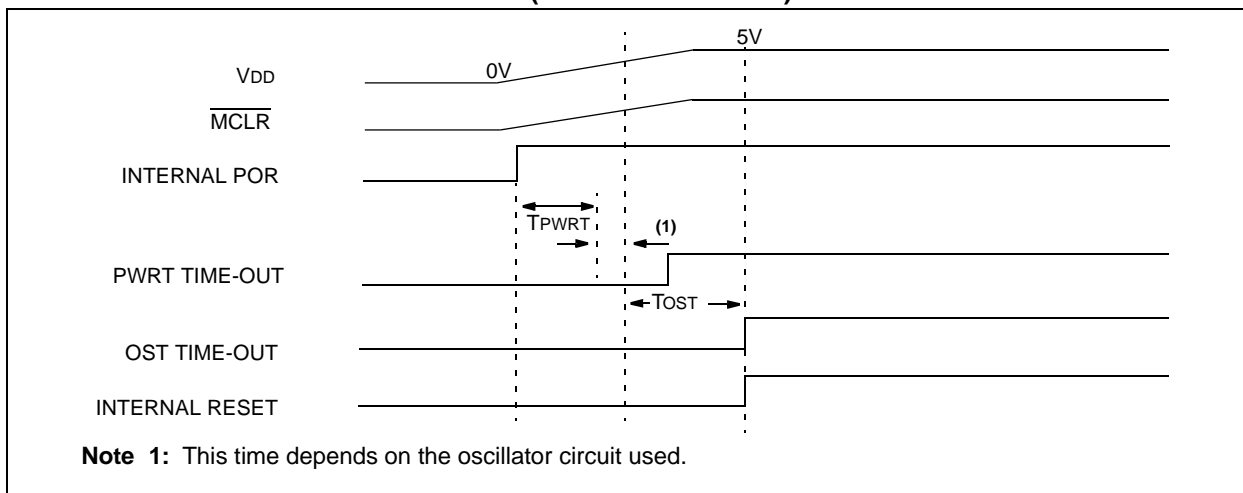 5V
0V
VDD
MCLR
INTERNAL POR
TPWRT
(1)
PWRT TIME-OUT
TOST
OST TIME-OUT
INTERNAL RESET
Note 1: This time depends on the oscillator circuit used.